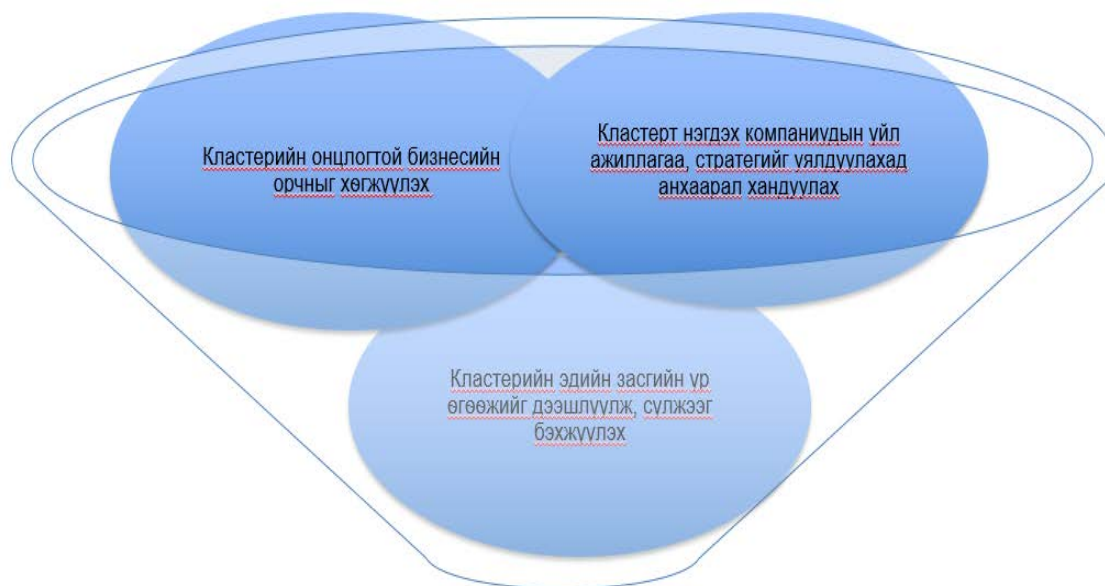 Кластерийн онцлогтой бизнесийн
орчныг хөгжүүлэх
Кластерт нэгдэх компаниудын үйл
ажиллагаа, стратегийг уялдуулахад
анхаарал хандуулах
Кластерийн эдийн засгийн үр
өгөөжийг дээшлүүлж, сүлжээг
бэхжүүлэх